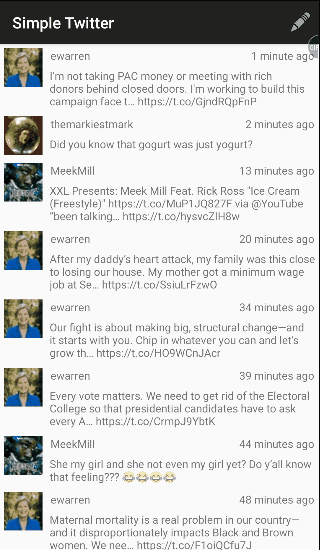 Simple Twitter
GIF
ewarren 1 minute ago
I'm not taking PAC money or meeting with rich
donors behind closed doors. I'm working to build this
campaign face t... https://t.co/GjndRQpFnP
themarkiestmark 2 minutes ago
Did you know that gogurt was just yogurt?
MeekMill 13 minutes ago
XXL Presents: Meek Mill Feat. Rick Ross "Ice Cream
(Freestyle)" https://t.co/MuP1JQ827F via @YouTube
"been talking... https://t.co/hysvcZIH8w
ewarren 20 minutes ago
After my daddy's heart attack, my family was this close
to losing our house. My mother got a minimum wage
job at Se... https://t.co/SsiuLrFzwO
ewarren 34 minutes ago
Our fight is about making big, structural change—and
it starts with you. Chip in whatever you can and let's
grow th... https://t.co/HO9WCnJAcr
ewarren 39 minutes ago
Every vote matters. We need to get rid of the Electoral
College so that presidential candidates have to ask
every A... https://t.co/CrmpJ9YbtK
MeekMill 44 minutes ago
She my girl and she not even my girl yet? Do y'all know
that feeling??? 😂😂😂😂
ewarren 48 minutes ago
Maternal mortality is a real problem in our country—
and it disproportionately impacts Black and Brown
women. We nee... https://t.co/F1oiQCfu7J